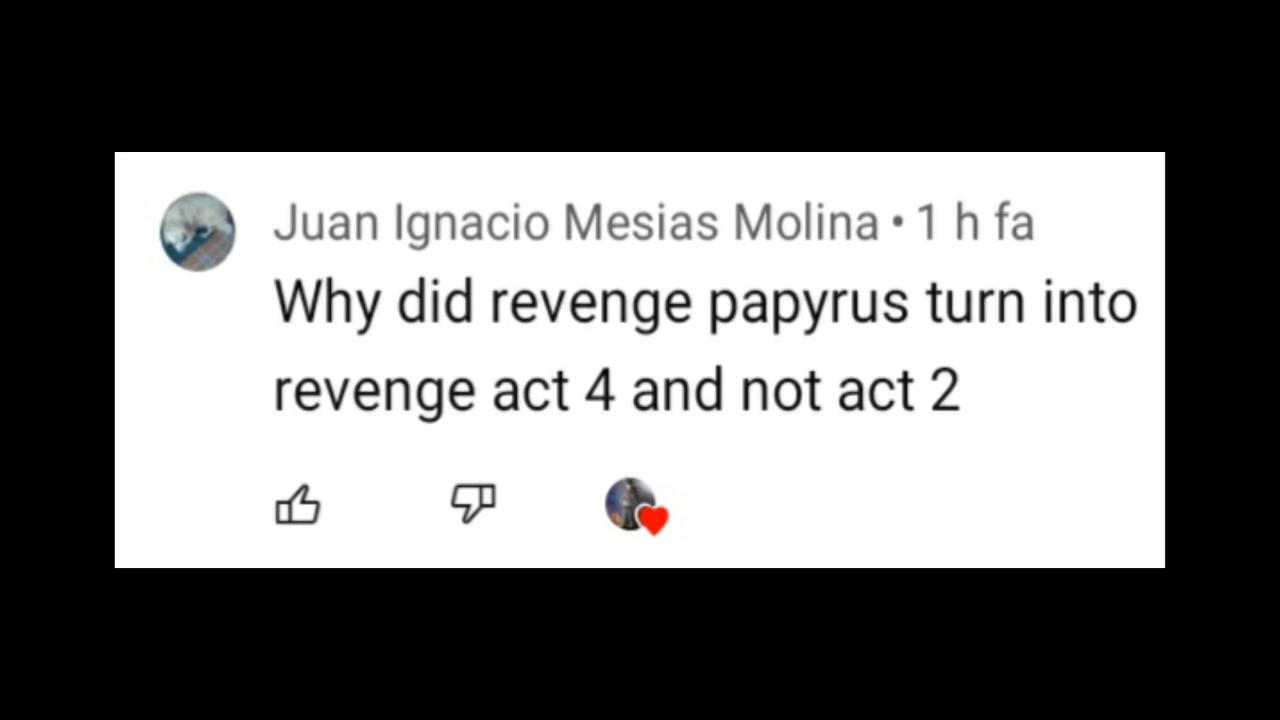 Juan Ignacio Mesias Molina • 1 h fa
Why did revenge papyrus turn into
revenge act 4 and not act 2